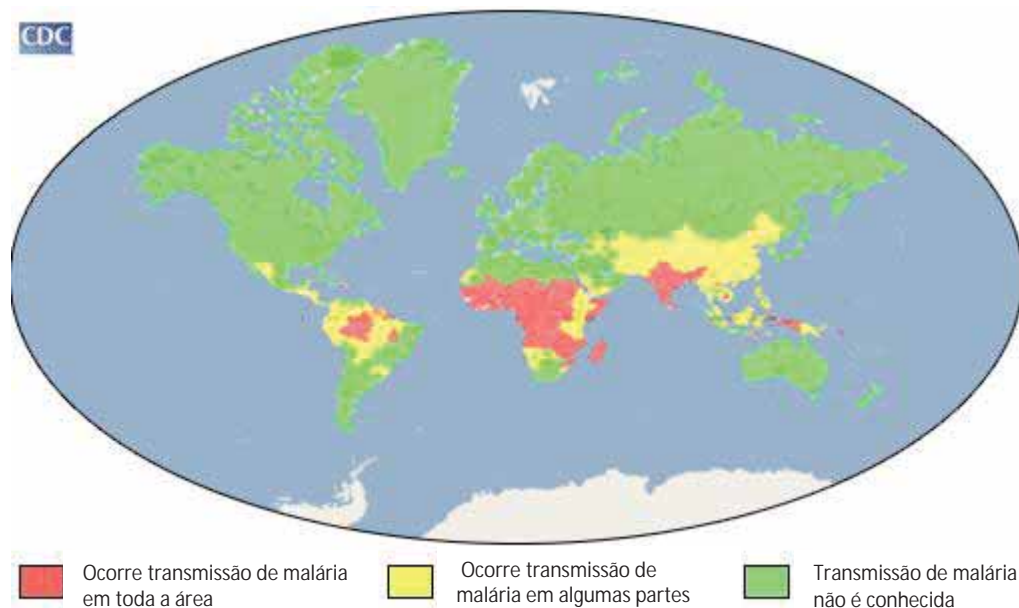 CDC
Ocorre transmissão de malária
em toda a área
Ocorre transmissão de
malária em algumas partes
Transmissão de malária
não é conhecida